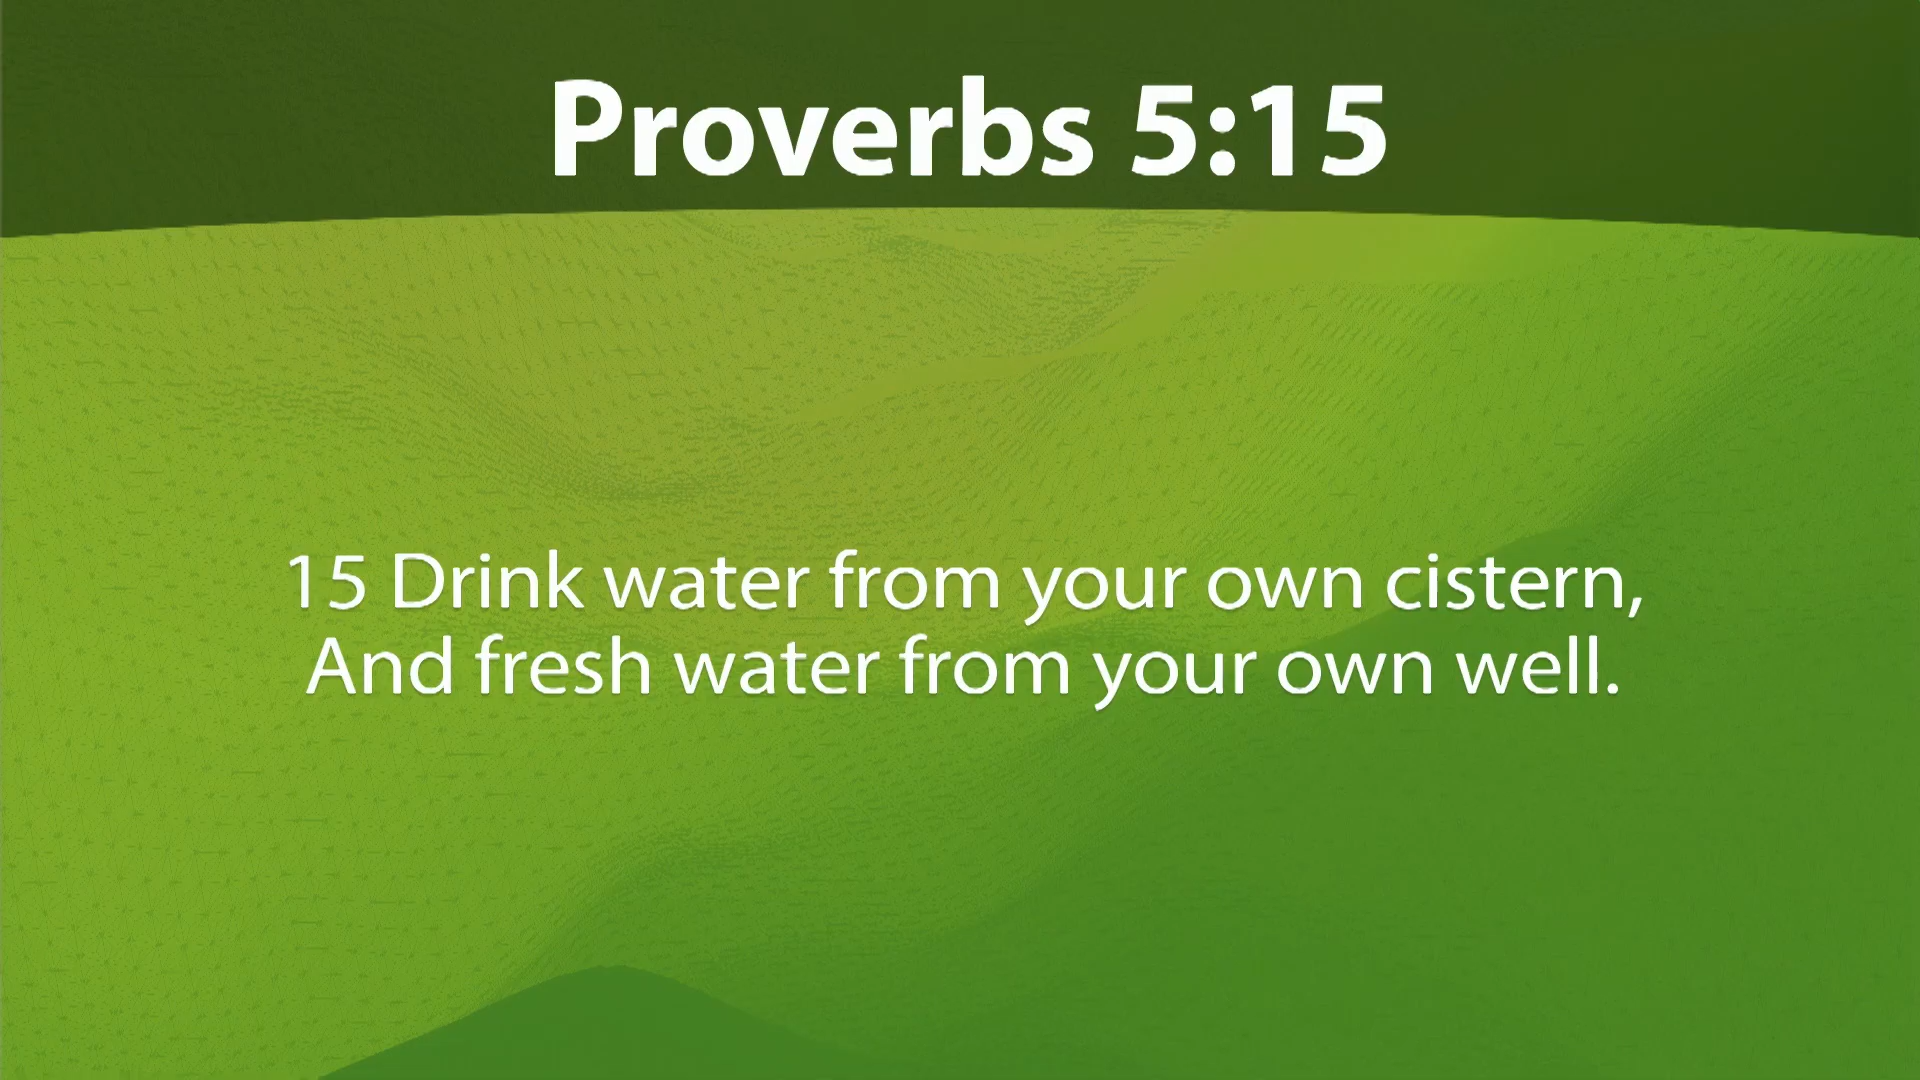 Proverbs 5:15
15 Drink water from your own cistern,
And fresh water from your own well.